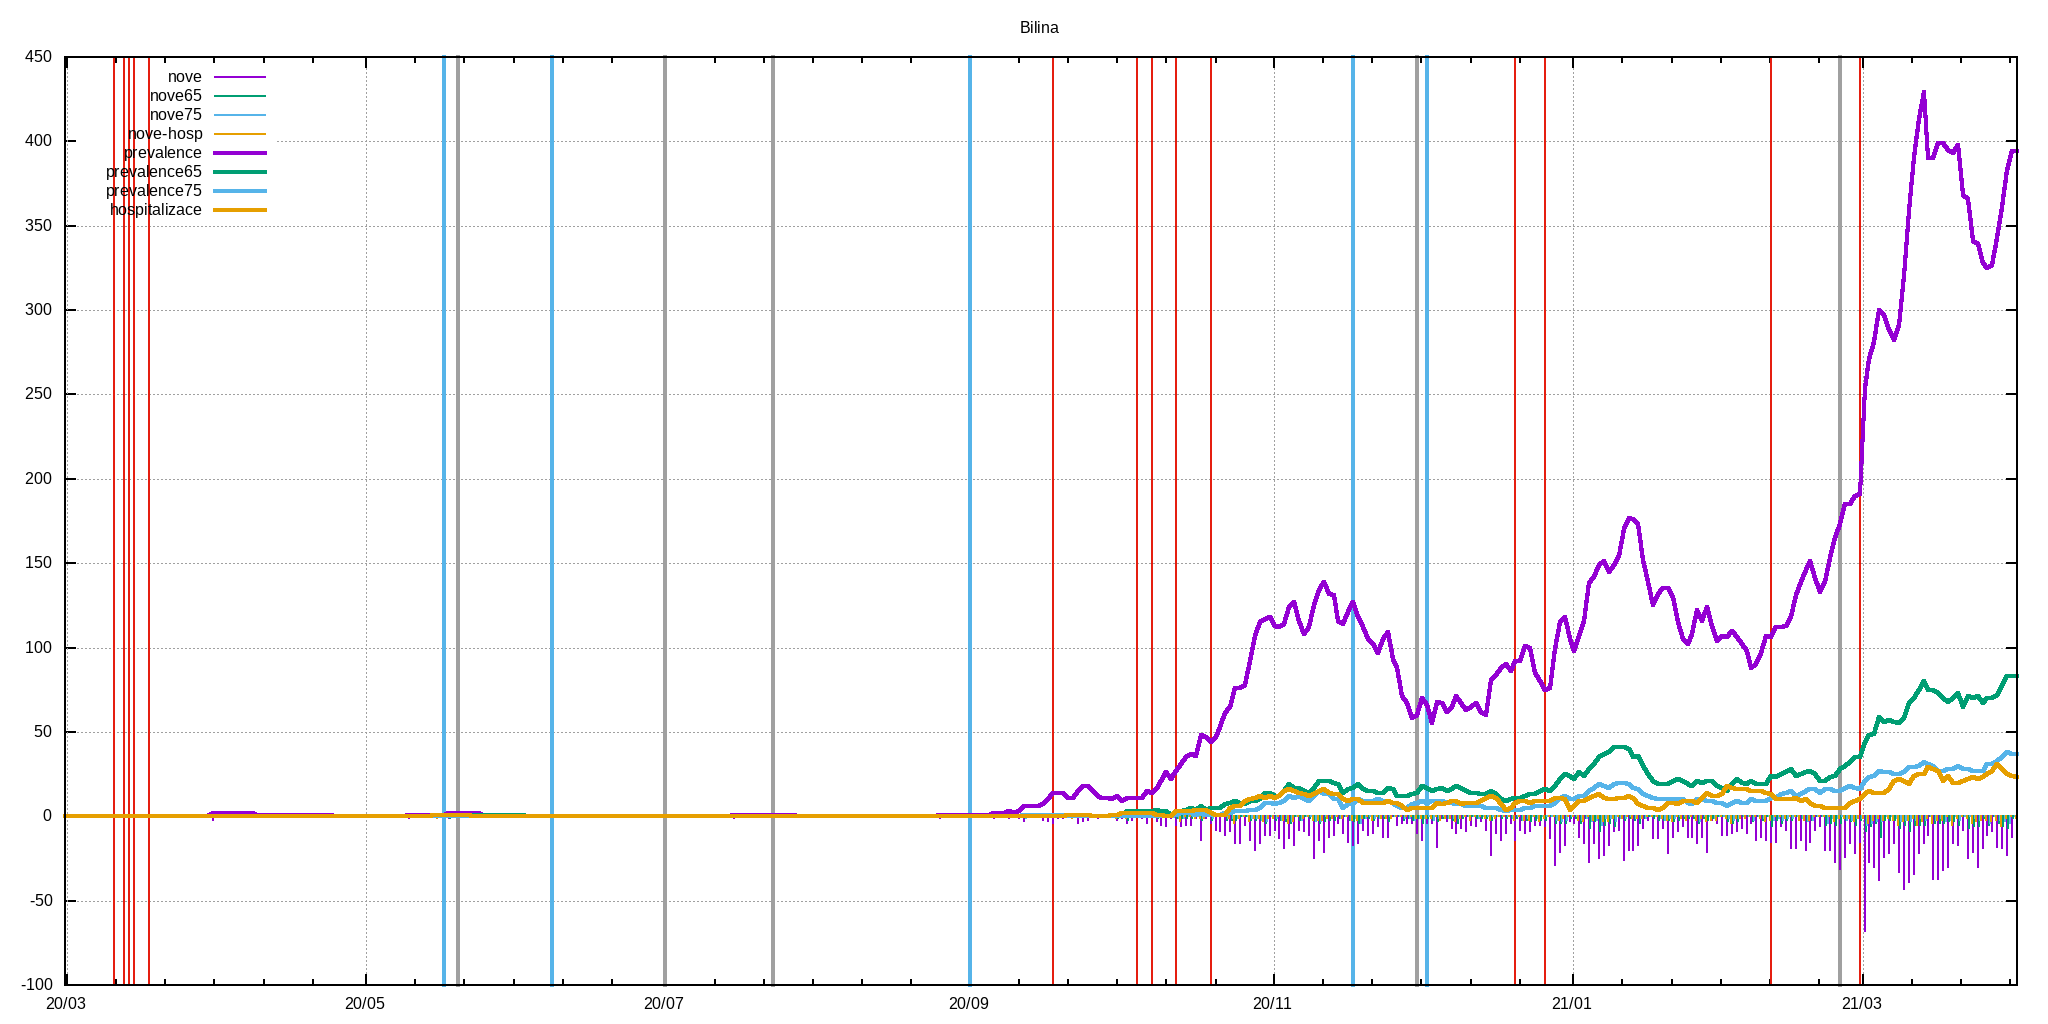 Bilina
450
400
350
300
250
200
150
100
50
0
-50
-100
nove
nove65
nove75
nove-hosp
prevalence
prevalence65
prevalence75
hospitalizace
20/03 20/05 20/07 20/09 20/11 21/01 21/03